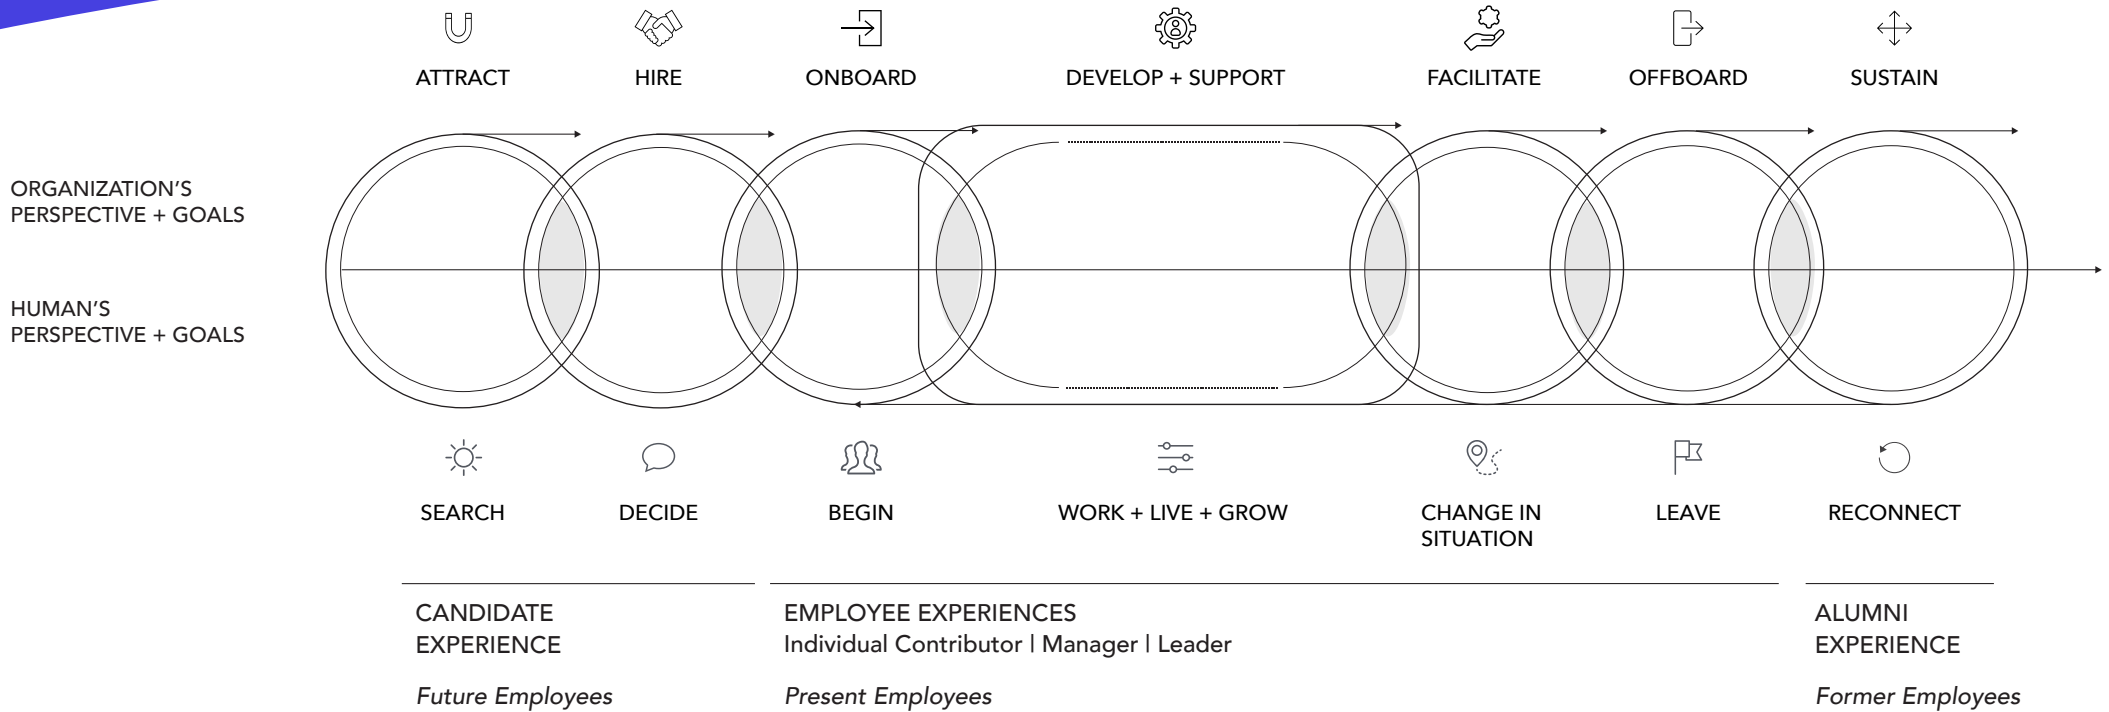 ATTRACT
HIRE
ONBOARD
DEVELOP + SUPPORT
FACILITATE
OFFBOARD
SUSTAIN
ORGANIZATION'S
PERSPECTIVE + GOALS
HUMAN'S
PERSPECTIVE + GOALS
SEARCH
DECIDE
BEGIN
WORK + LIVE + GROW
CHANGE IN
SITUATION
LEAVE
RECONNECT
CANDIDATE
EXPERIENCE
Future Employees
EMPLOYEE EXPERIENCES
Individual Contributor | Manager | Leader
Present Employees
ALUMNI
EXPERIENCE
Former Employees